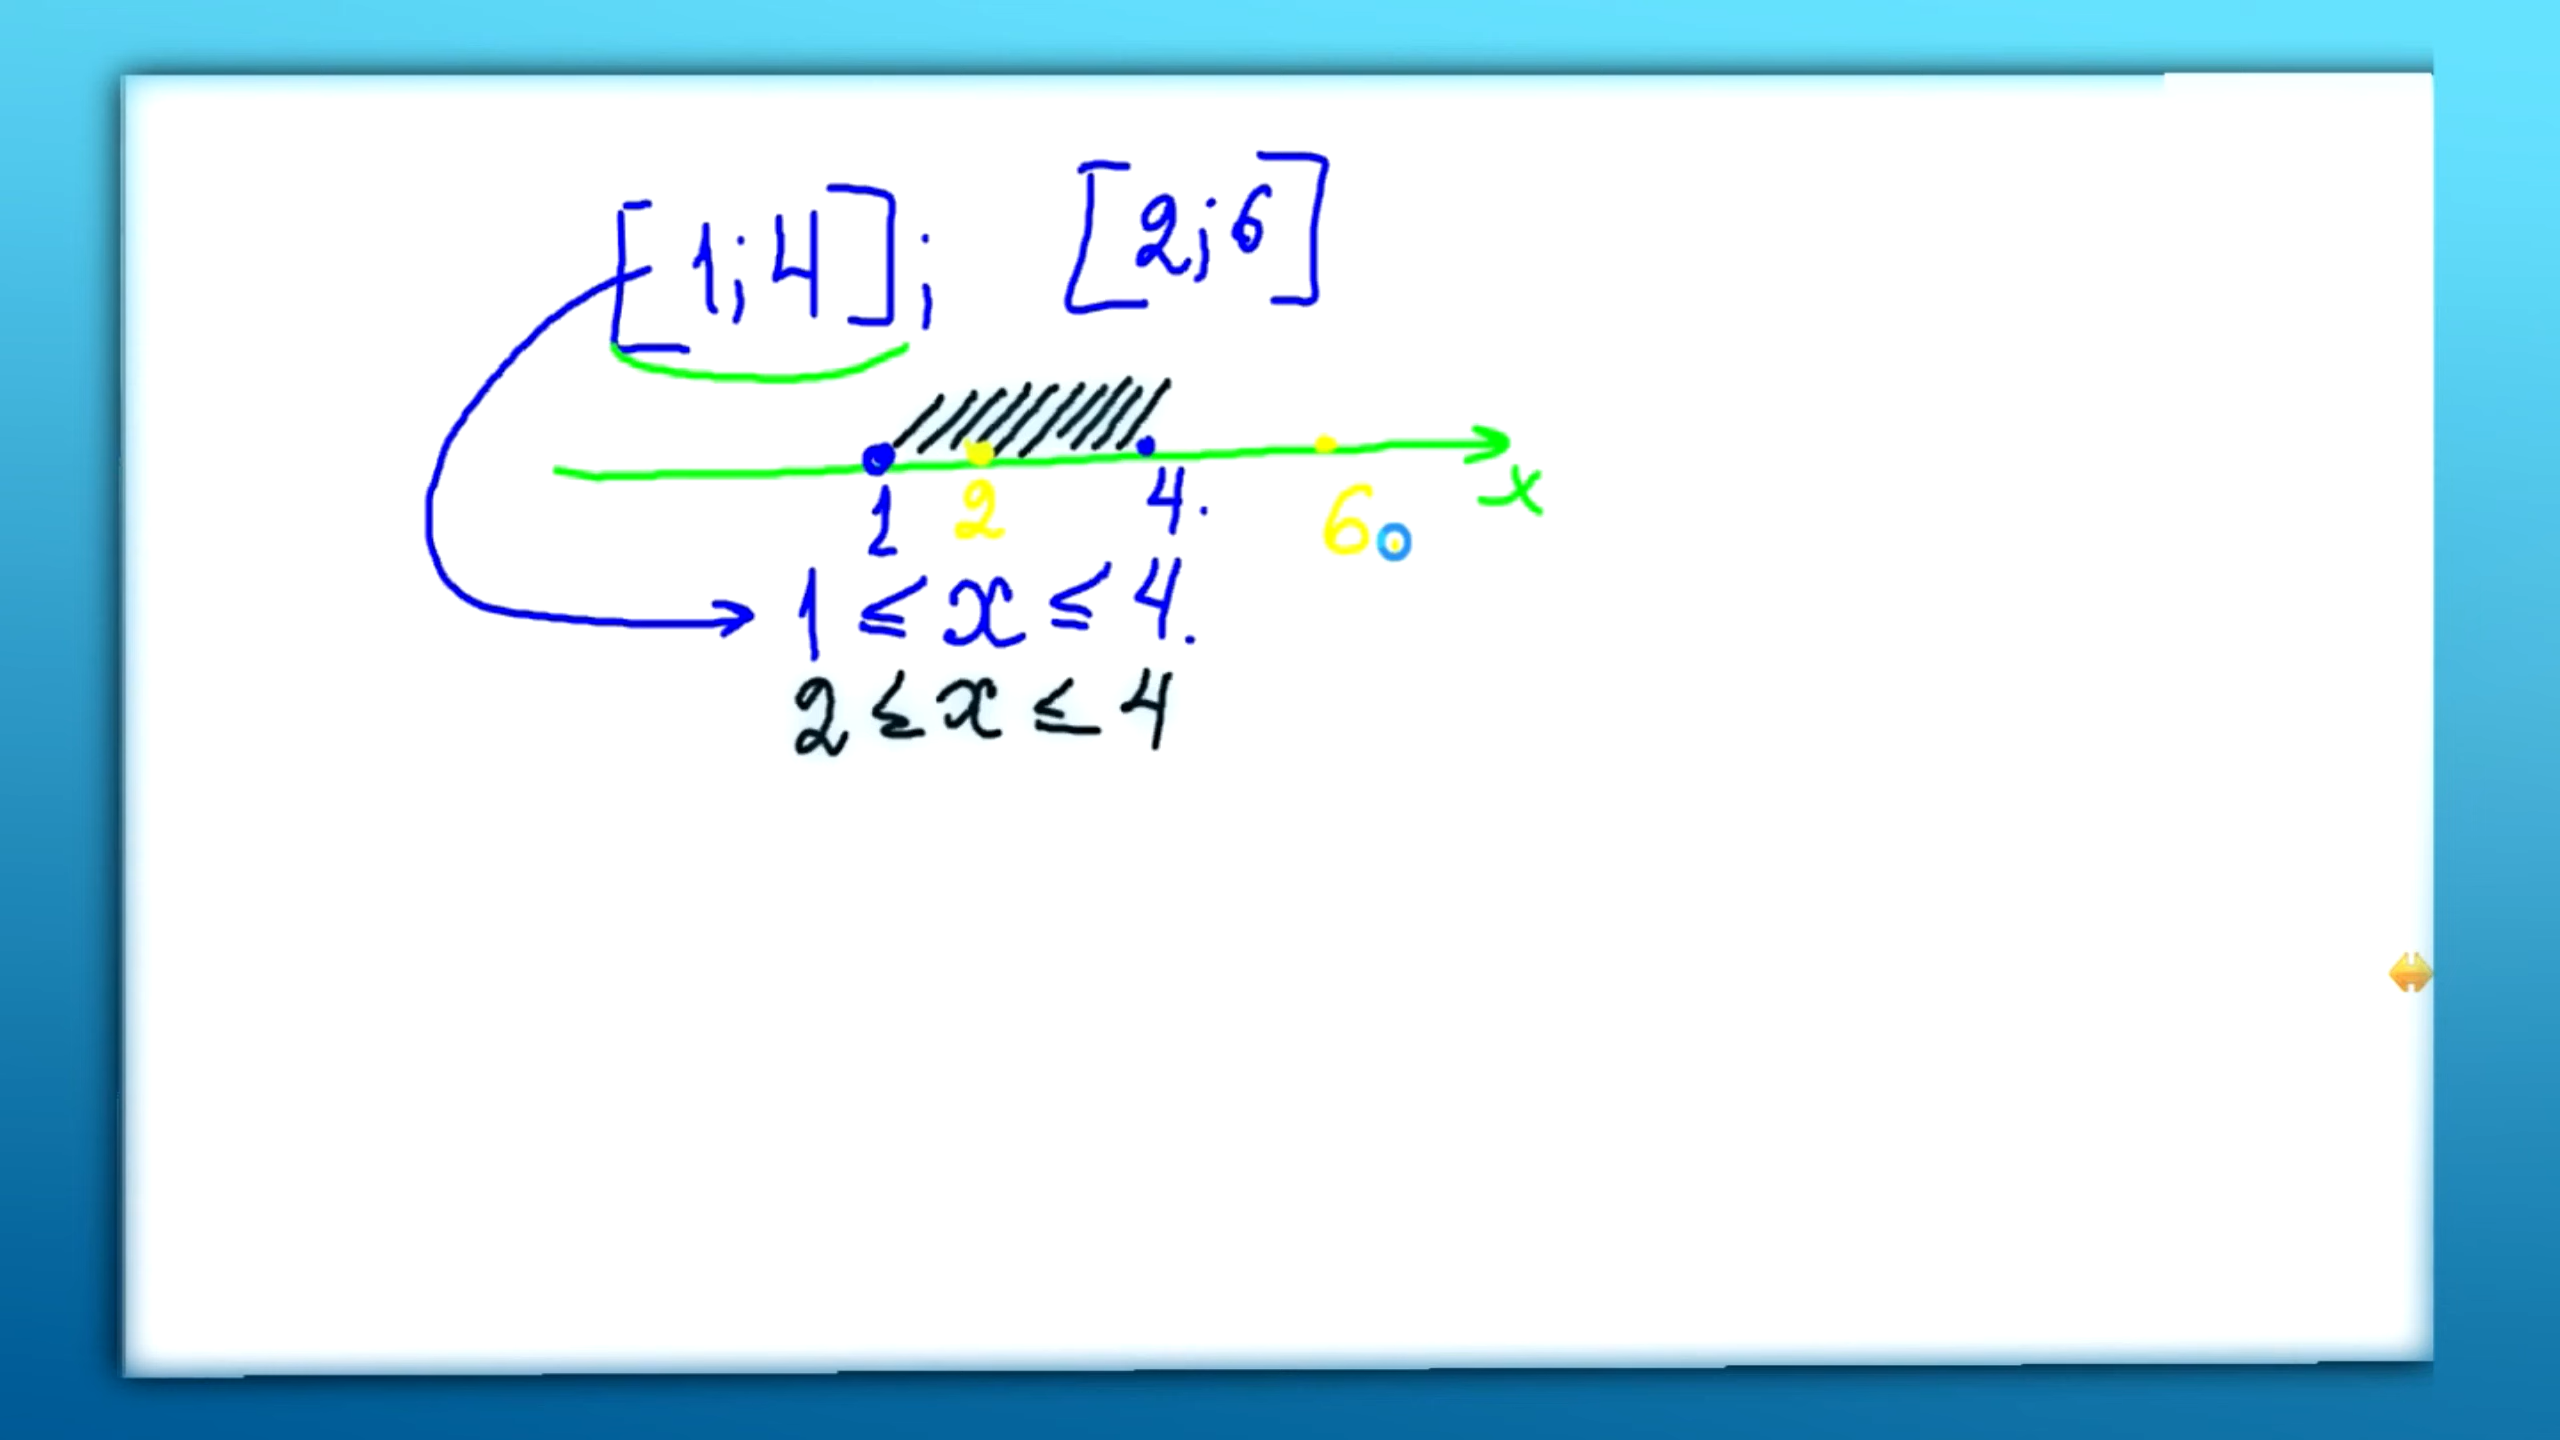 [1;4]; [2;6]
1 2 4. 6 x
1 ≤ x ≤ 4.
2 ≤ x ≤ 4